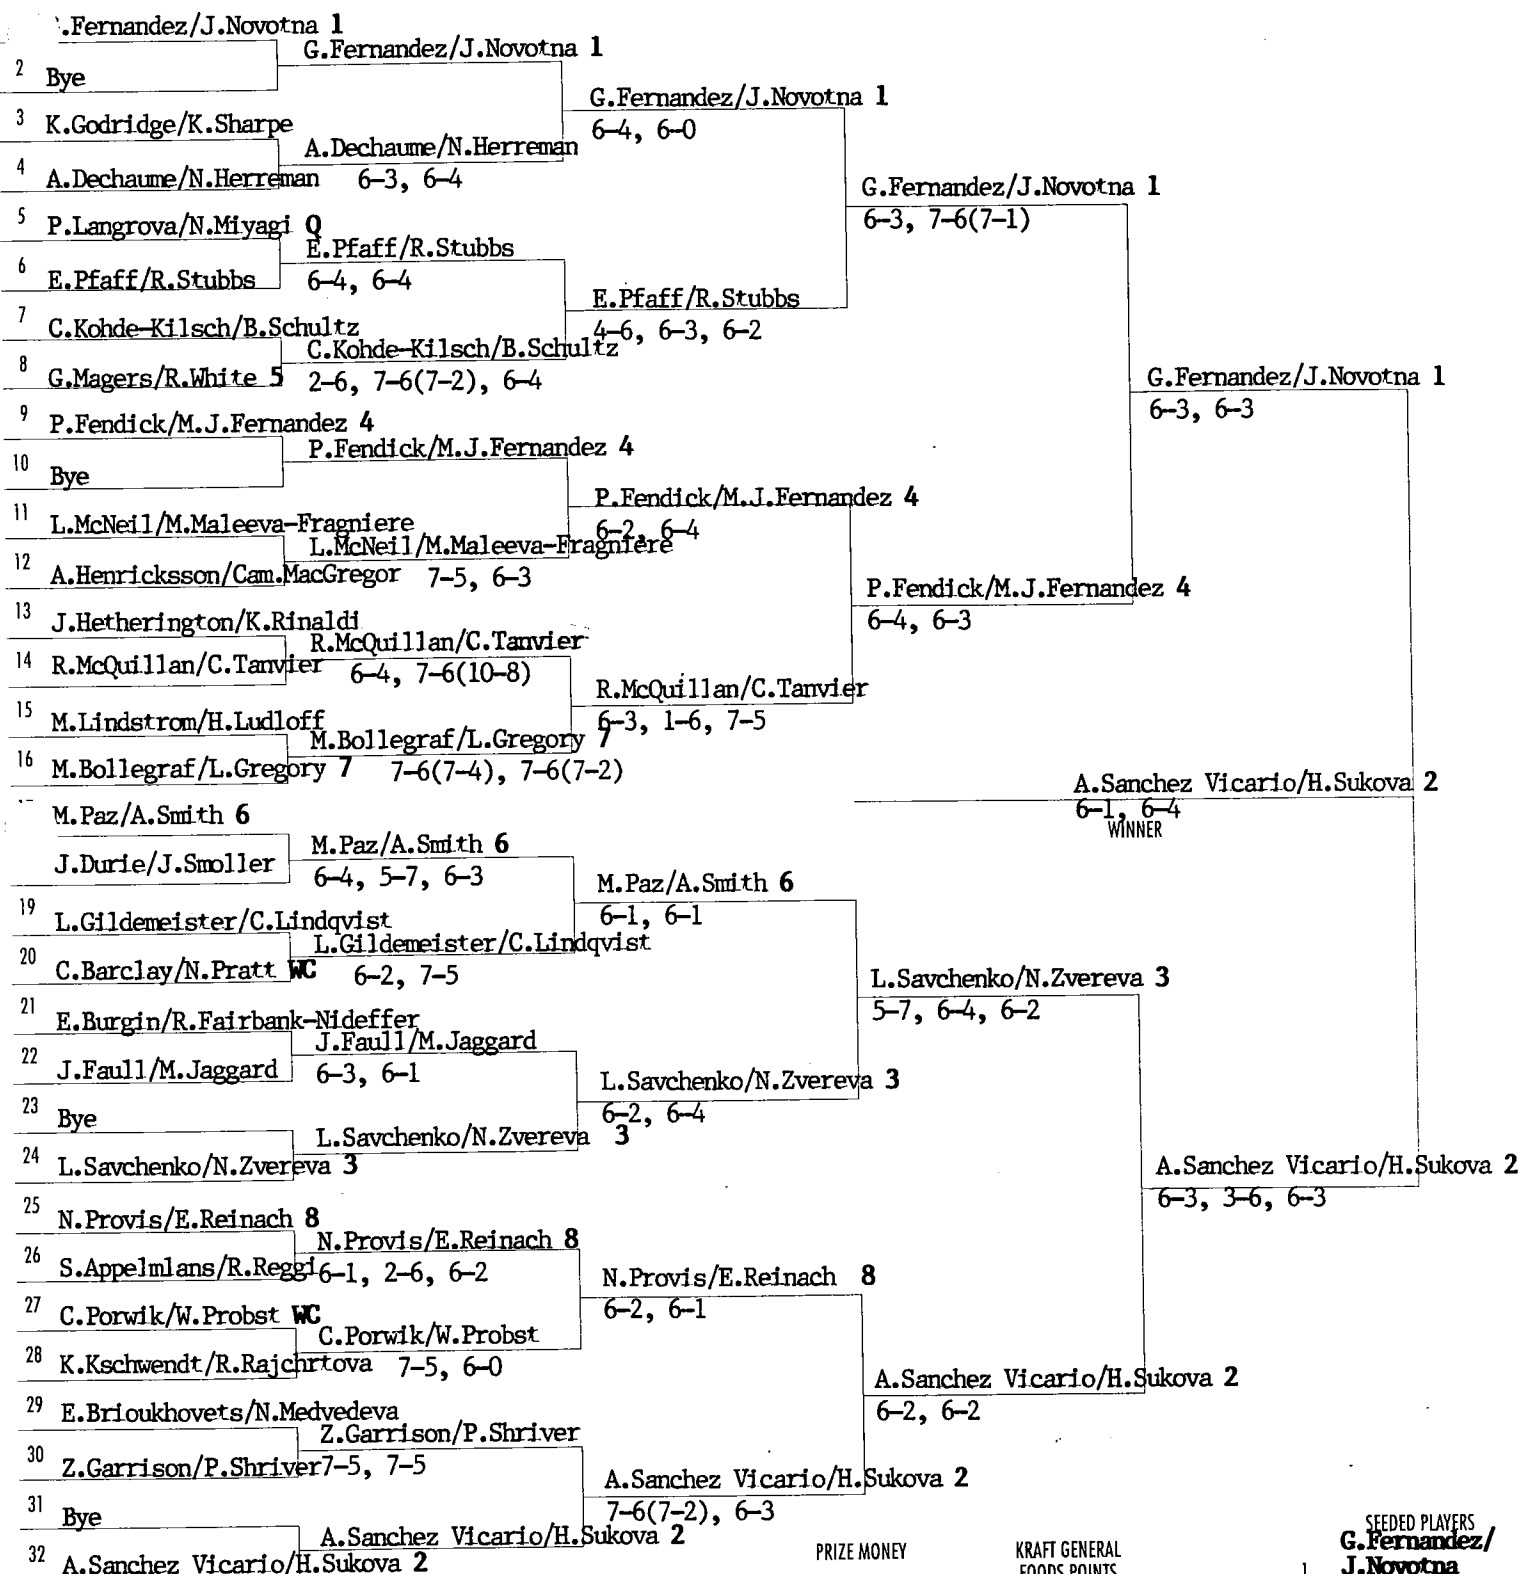 .Fernandez/J.Novotna 1
G.Fernandez/J.Novotna 1
2 Bye
G.Fernandez/J.Novotna 1
3 K.Godridge/K.Sharpe
6-4, 6-0
A.Dechaume/N.Herreman
4 A.Dechaume/N.Herreman 6-3, 6-4
G.Fernandez/J.Novotna 1
5 P.Langrova/N.Miyagi Q
6-3, 7-6(7-1)
E.Pfaff/R.Stubbs
6 E.Pfaff/R.Stubbs 6-4, 6-4
E.Pfaff/R.Stubbs
7 C.Kohde-Kilsch/B.Schultz
4-6, 6-3, 6-2
C.Kohde-Kilsch/B.Schultz
8 G.Magers/R.White 5 2-6, 7-6(7-2), 6-4
G.Fernandez/J.Novotna 1
6-3, 6-3
9 P.Fendick/M.J.Fernandez 4
P.Fendick/M.J.Fernandez 4
10 Bye
P.Fendick/M.J.Fernandez 4
11 L.McNeil/M.Maleeva-Fragniere
6-2, 6-4
L.McNeil/M.Maleeva-Fragniere
12 A.Henricksson/Cam.MacGregor 7-5, 6-3
P.Fendick/M.J.Fernandez 4
13 J.Hetherington/K.Rinaldi
6-4, 6-3
R.McQuillan/C.Tanvier
14 R.McQuillan/C.Tanvier 6-4, 7-6(10-8)
R.McQuillan/C.Tanvier
15 M.Lindstrom/H.Ludloff
6-3, 1-6, 7-5
M.Bollegraf/L.Gregory 7
16 M.Bollegraf/L.Gregory 7 7-6(7-4), 7-6(7-2)
A.Sanchez Vicario/H.Sukova 2
6-1, 6-4
WINNER
M.Paz/A.Smith 6
M.Paz/A.Smith 6
J.Durie/J.Smoller 6-4, 5-7, 6-3
M.Paz/A.Smith 6
19 L.Gildemeister/C.Lindqvist
6-1, 6-1
L.Gildemeister/C.Lindqvist
20 C.Barclay/N.Pratt WC 6-2, 7-5
L.Savchenko/N.Zvereva 3
5-7, 6-4, 6-2
21 E.Burgin/R.Fairbank-Nideffer
J.Faull/M.Jaggard
22 J.Faull/M.Jaggard 6-3, 6-1
L.Savchenko/N.Zvereva 3
23 Bye
6-2, 6-4
L.Savchenko/N.Zvereva 3
24 L.Savchenko/N.Zvereva 3
A.Sanchez Vicario/H.Sukova 2
6-3, 3-6, 6-3
25 N.Provis/E.Reinach 8
N.Provis/E.Reinach 8
26 S.Appelmlans/R.Reggi 6-1, 2-6, 6-2
N.Provis/E.Reinach 8
27 C.Porwik/W.Probst WC
6-2, 6-1
C.Porwik/W.Probst
28 K.Kschwendt/R.Rajchrtova 7-5, 6-0
A.Sanchez Vicario/H.Sukova 2
29 E.Brioukhovets/N.Medvedeva
6-2, 6-2
Z.Garrison/P.Shriver
30 Z.Garrison/P.Shriver 7-5, 7-5
A.Sanchez Vicario/H.Sukova 2
31 Bye
7-6(7-2), 6-3
A.Sanchez Vicario/H.Sukova 2
32 A.Sanchez Vicario/H.Sukova 2
PRIZE MONEY
KRAFT GENERAL
FOODS POINTS
SEEDED PLAYERS
G.Fernandez/
1 J.Novotna